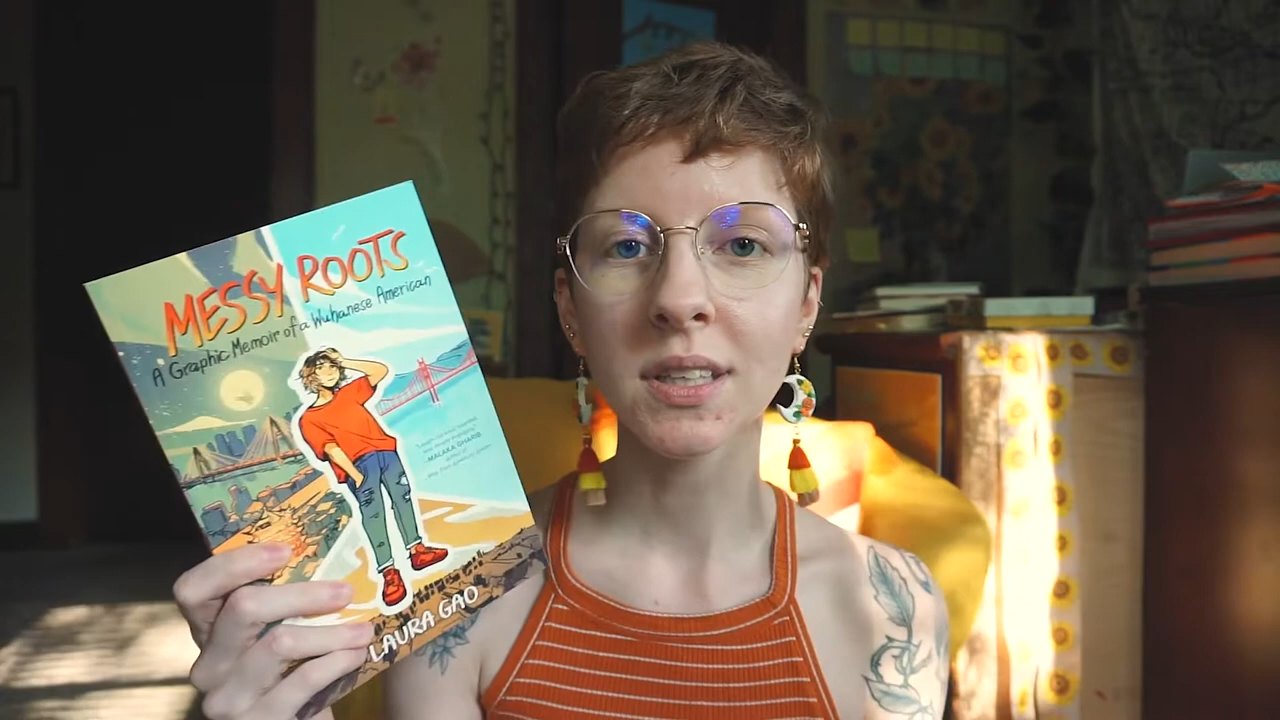 MESSY ROOTS
A Graphic Memoir of a Wuhanese American
—MALAKA GHARIB,
LAURA GAO